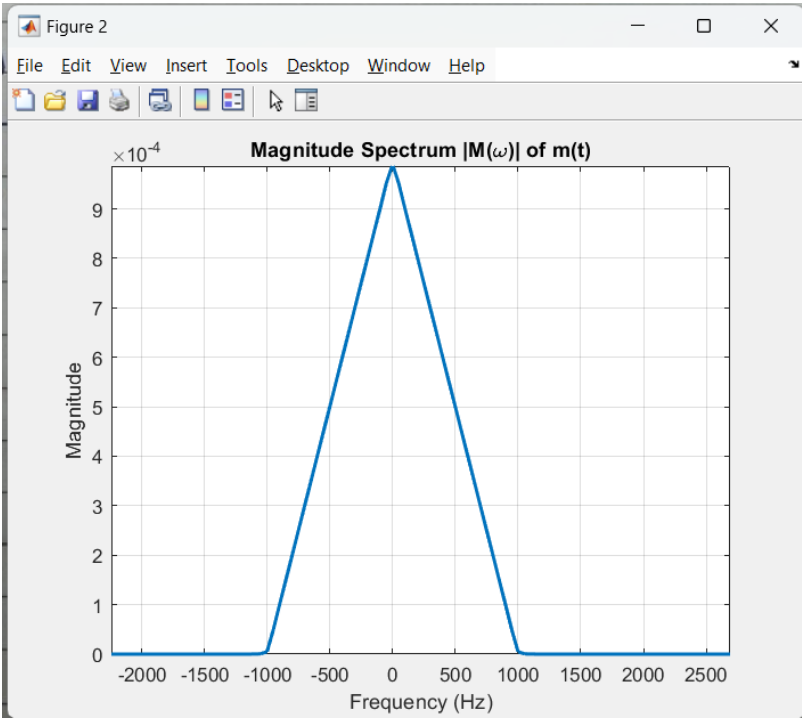 Figure 2
File Edit View Insert Tools Desktop Window Help
×10⁻⁴
Magnitude Spectrum |M(ω)| of m(t)
9
8
7
6
5
4
3
2
1
0
Magnitude
-2000 -1500 -1000 -500 0 500 1000 1500 2000 2500
Frequency (Hz)